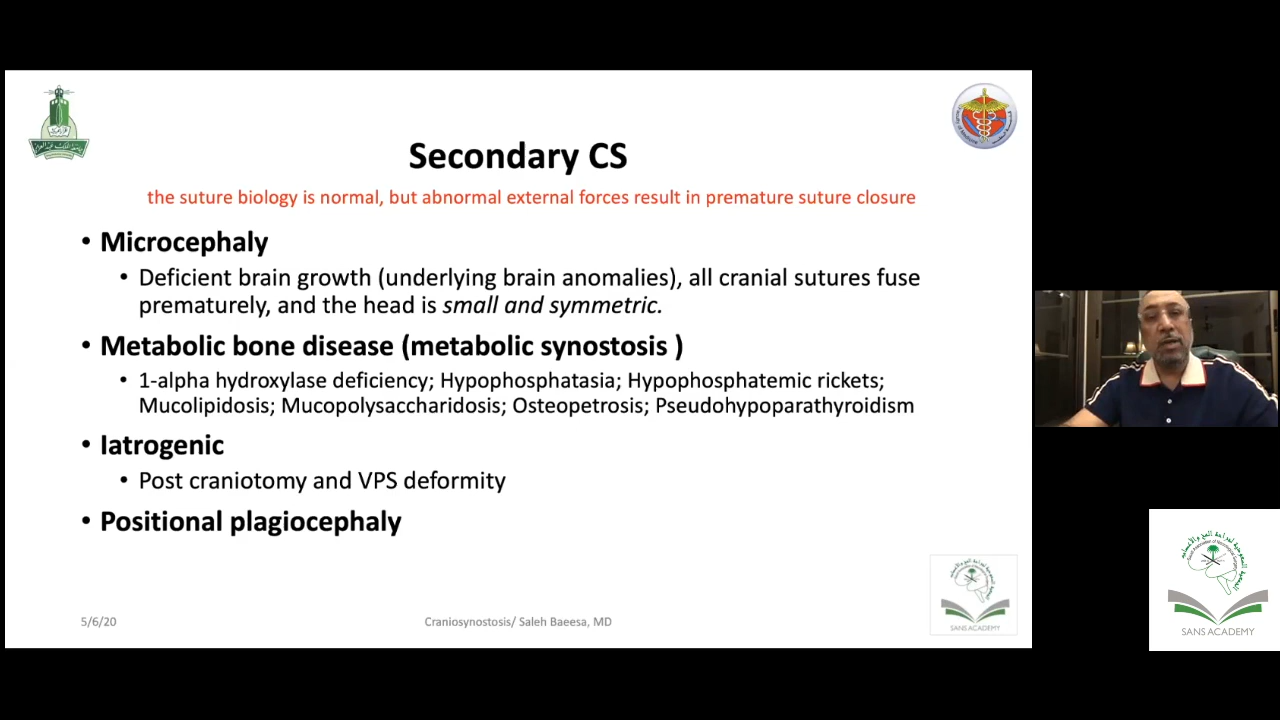 Secondary CS
the suture biology is normal, but abnormal external forces result in premature suture closure
• Microcephaly
• Deficient brain growth (underlying brain anomalies), all cranial sutures fuse
prematurely, and the head is small and symmetric.
• Metabolic bone disease (metabolic synostosis )
• 1-alpha hydroxylase deficiency; Hypophosphatasia; Hypophosphatemic rickets;
Mucolipidosis; Mucopolysaccharidosis; Osteopetrosis; Pseudohypoparathyroidism
• Iatrogenic
• Post craniotomy and VPS deformity
• Positional plagiocephaly
5/6/20
Craniosynostosis/ Saleh Baeesa, MD
SANS ACADEMY
SANS ACADEMY